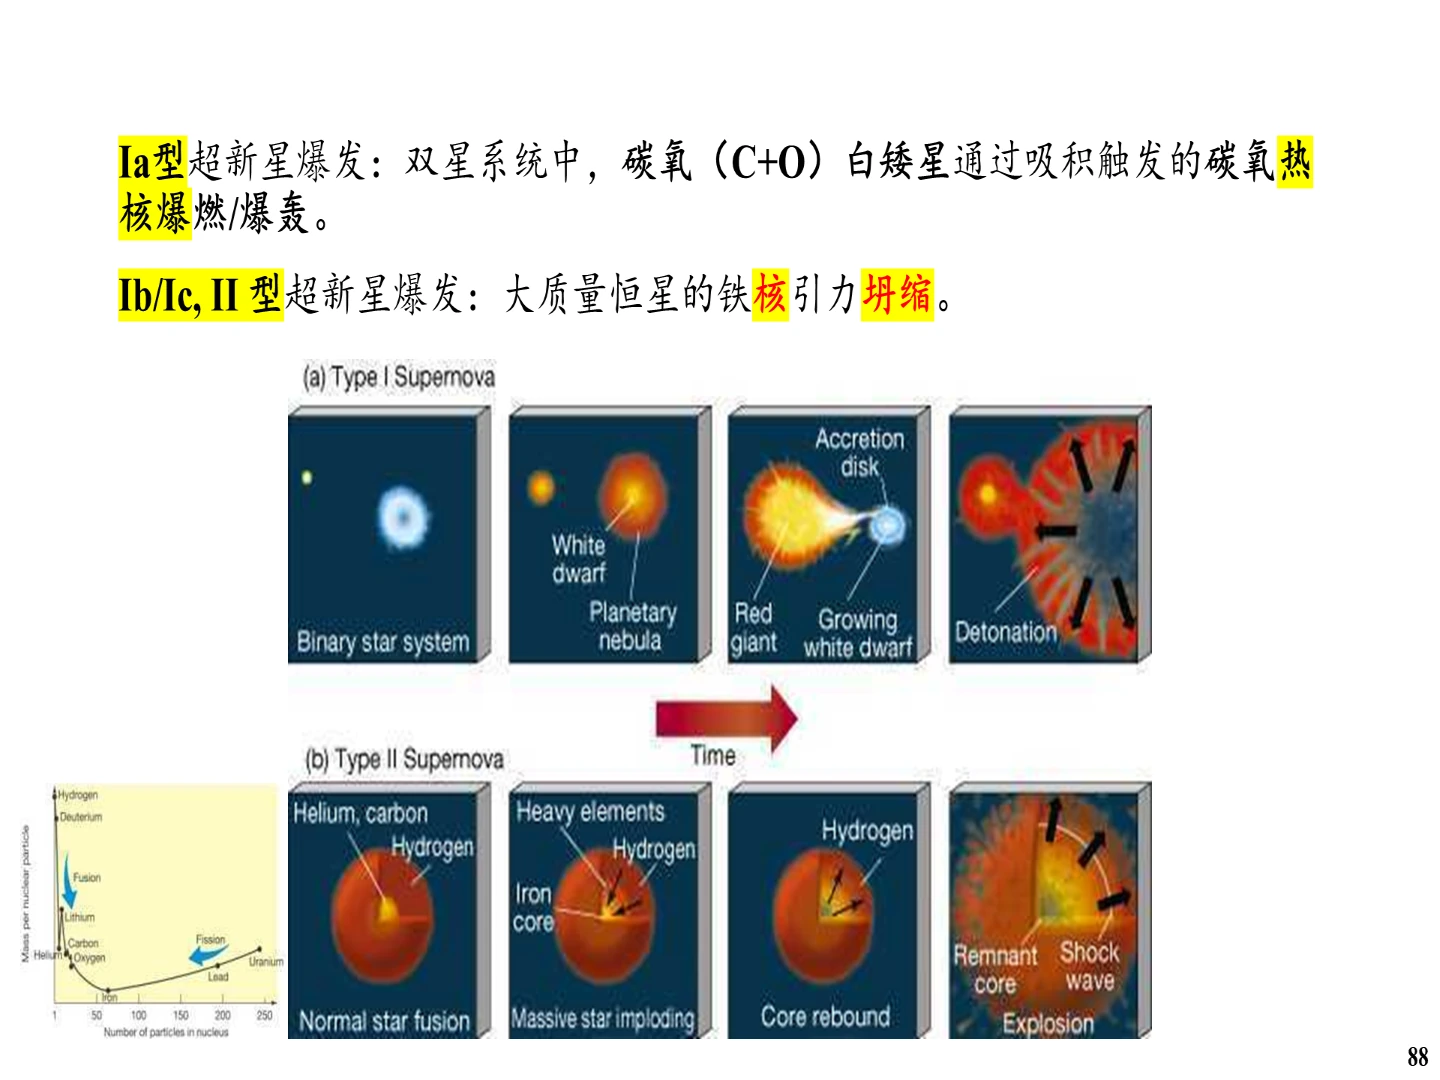 Ia型超新星爆发：双星系统中，碳氧（C+O）白矮星通过吸积触发的碳氧热
核爆燃/爆轰。
Ib/Ic, II 型超新星爆发：大质量恒星的铁核引力坍缩。
(a) Type I Supernova
Binary star system
White
dwarf
Planetary
nebula
Accretion
disk
Red
giant
Growing
white dwarf
Detonation
Time
(b) Type II Supernova
Helium, carbon
Hydrogen
Normal star fusion
Heavy elements
Hydrogen
Iron
core
Massive star imploding
Hydrogen
Core rebound
Remnant
core
Shock
wave
Explosion
Mass per nuclear particle
Hydrogen
Deuterium
Fusion
Lithium
Carbon
Helium
Oxygen
Iron
Fission
Lead
Uranium
1 50 100 150 200 250
Number of particles in nucleus
88